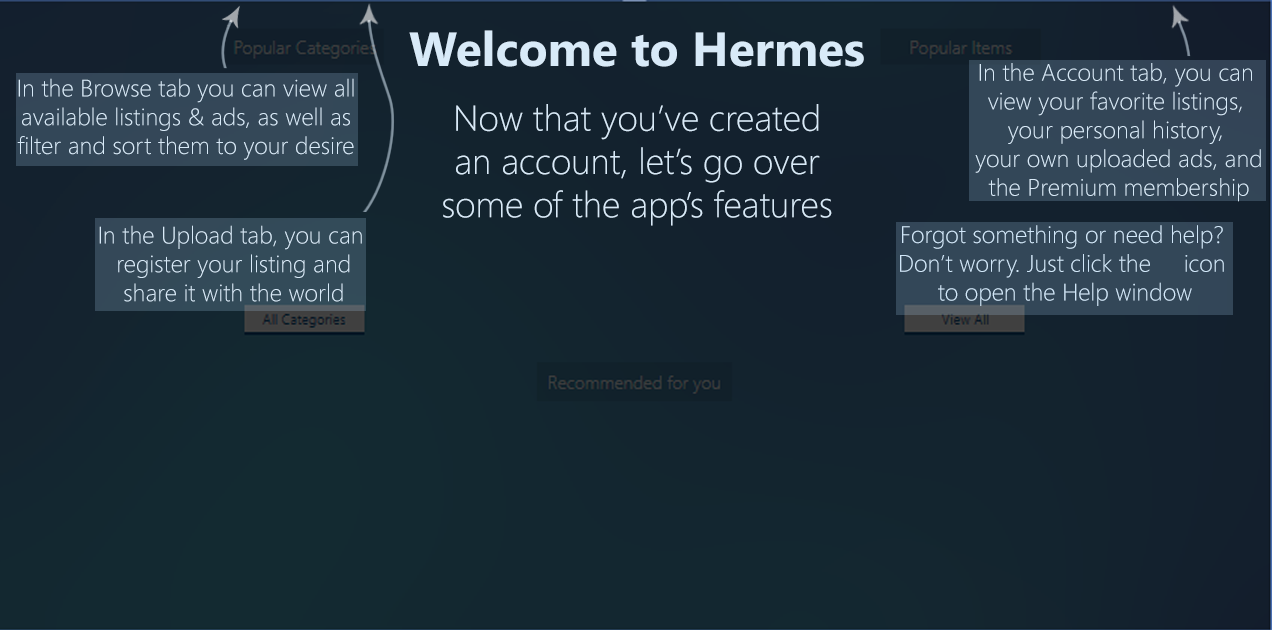 Popular Categories
Welcome to Hermes
Popular Items
In the Browse tab you can view all
available listings & ads, as well as
filter and sort them to your desire
Now that you've created
an account, let's go over
some of the app's features
In the Account tab, you can
view your favorite listings,
your personal history,
your own uploaded ads, and
the Premium membership
In the Upload tab, you can
register your listing and
share it with the world
Forgot something or need help?
Don't worry. Just click the icon
to open the Help window
All Categories
View All
Recommended for you